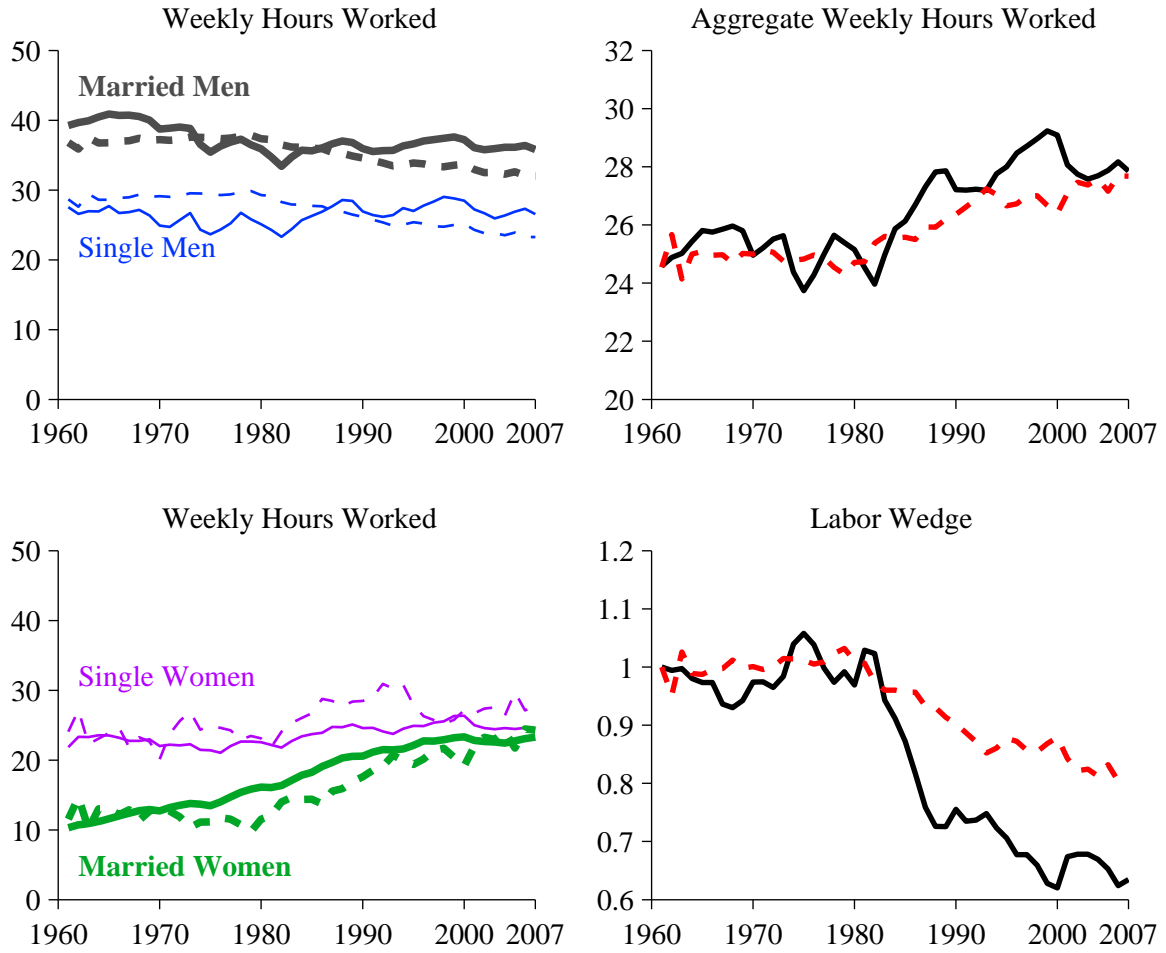 Weekly Hours Worked
50
40
30
20
10
0
Married Men
Single Men
1960 1970 1980 1990 2000 2007
Aggregate Weekly Hours Worked
32
30
28
26
24
22
20
1960 1970 1980 1990 2000 2007
Weekly Hours Worked
50
40
30
20
10
0
Single Women
Married Women
1960 1970 1980 1990 2000 2007
Labor Wedge
1.2
1.1
1
0.9
0.8
0.7
0.6
1960 1970 1980 1990 2000 2007